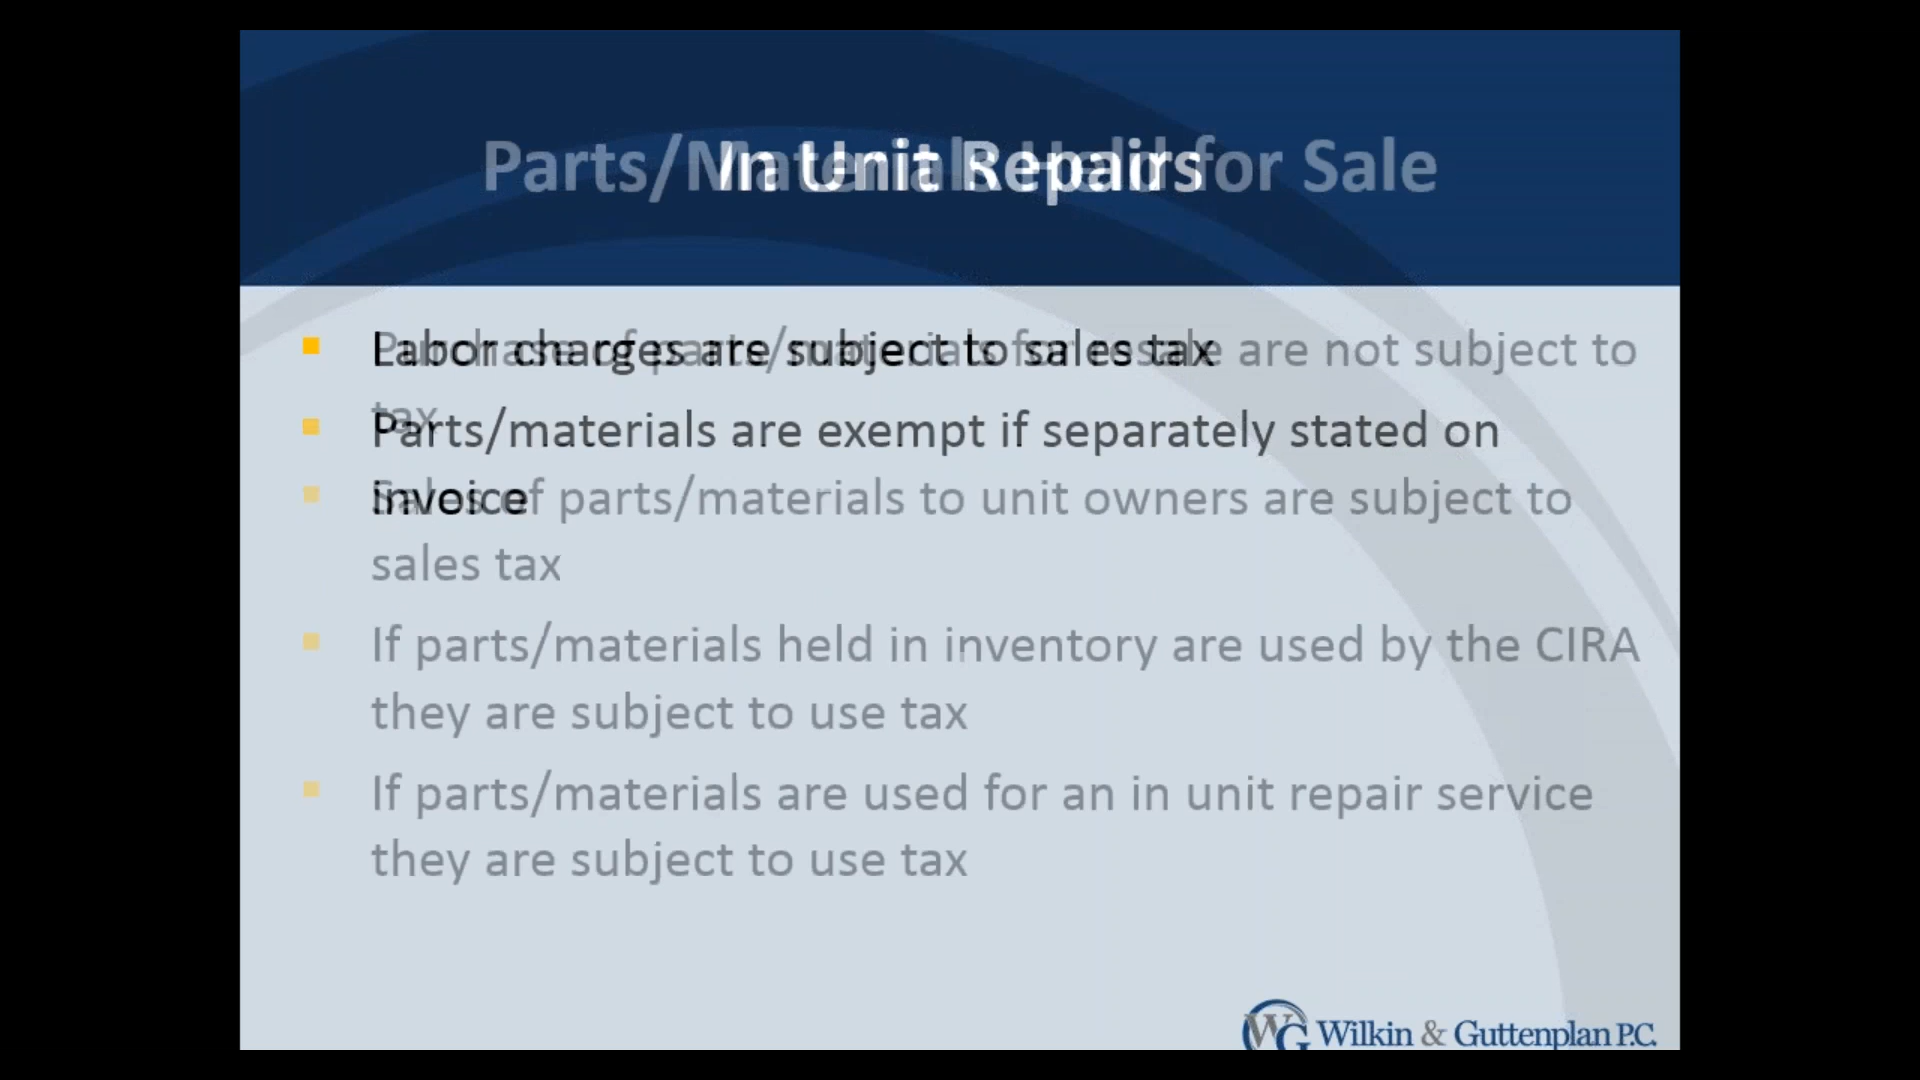 In Unit Repairs
Parts/Materials Held for Sale
Labor charges are subject to sales tax
Parts/materials are exempt if separately stated on
invoice
Purchase of parts/materials for resale are not subject to
tax
Sales of parts/materials to unit owners are subject to
sales tax
If parts/materials held in inventory are used by the CIRA
they are subject to use tax
If parts/materials are used for an in unit repair service
they are subject to use tax
WG Wilkin & Guttenplan P.C.